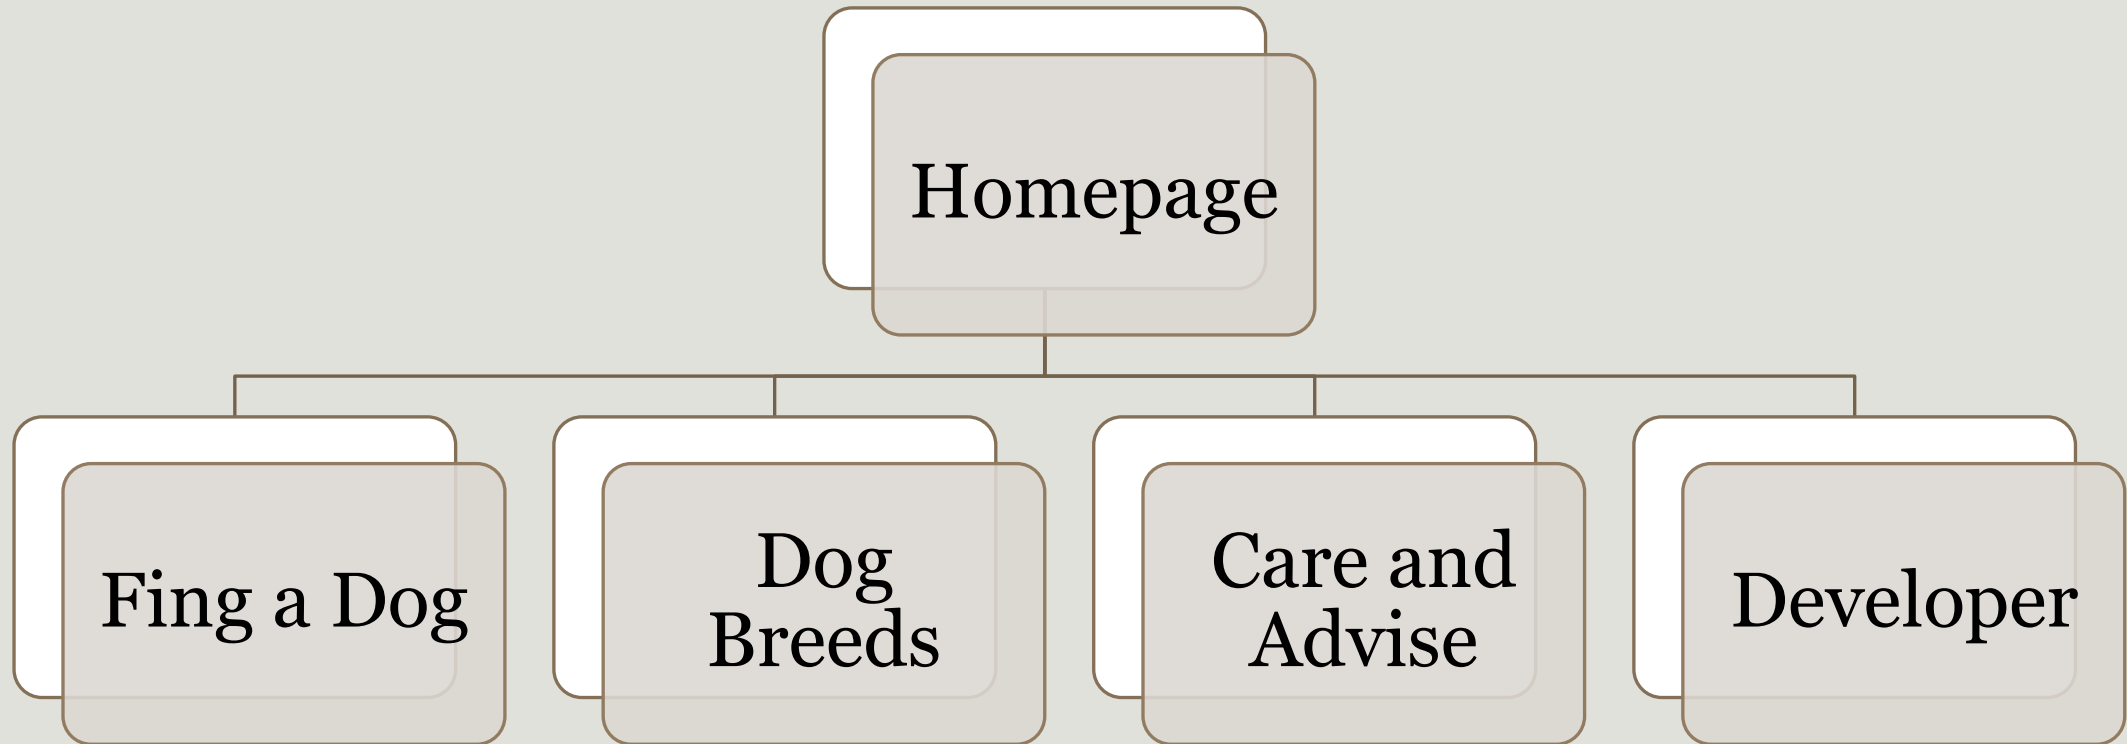 Homepage
Fing a Dog
Dog
Breeds
Care and
Advise
Developer